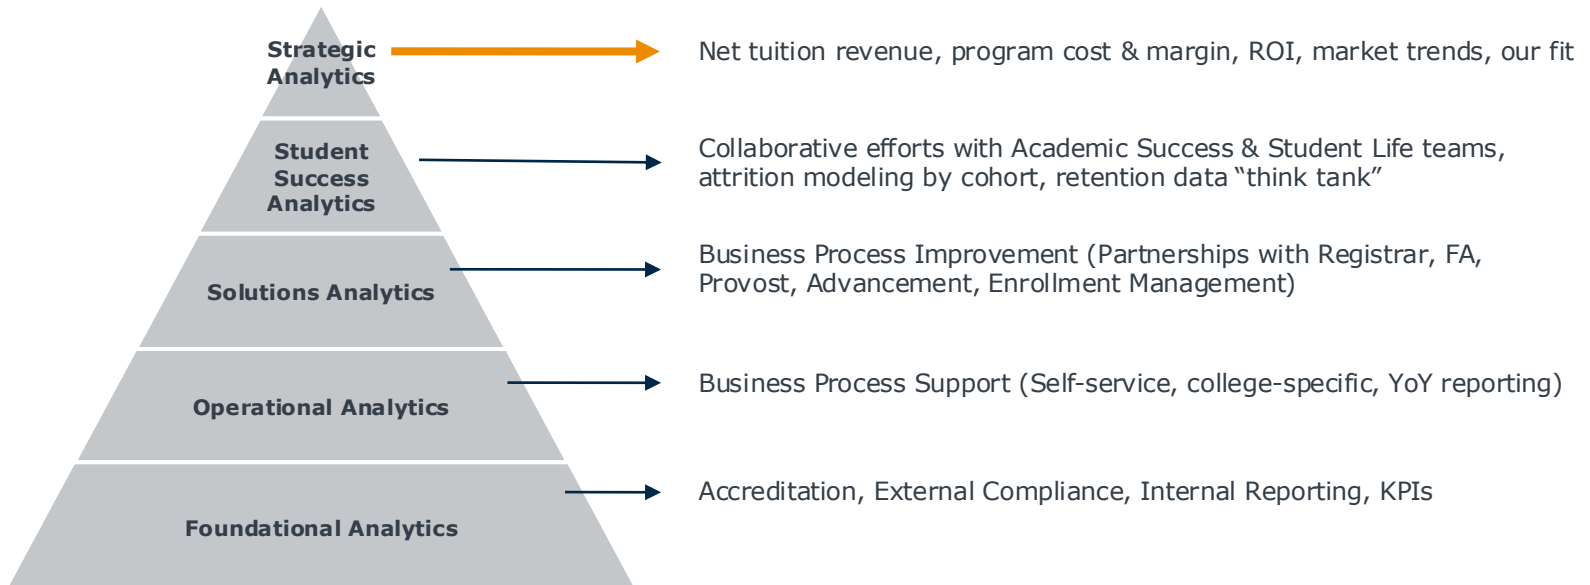 Strategic
Analytics
Net tuition revenue, program cost & margin, ROI, market trends, our fit
Student
Success
Analytics
Collaborative efforts with Academic Success & Student Life teams,
attrition modeling by cohort, retention data “think tank”
Solutions Analytics
Business Process Improvement (Partnerships with Registrar, FA,
Provost, Advancement, Enrollment Management)
Operational Analytics
Business Process Support (Self-service, college-specific, YoY reporting)
Foundational Analytics
Accreditation, External Compliance, Internal Reporting, KPIs